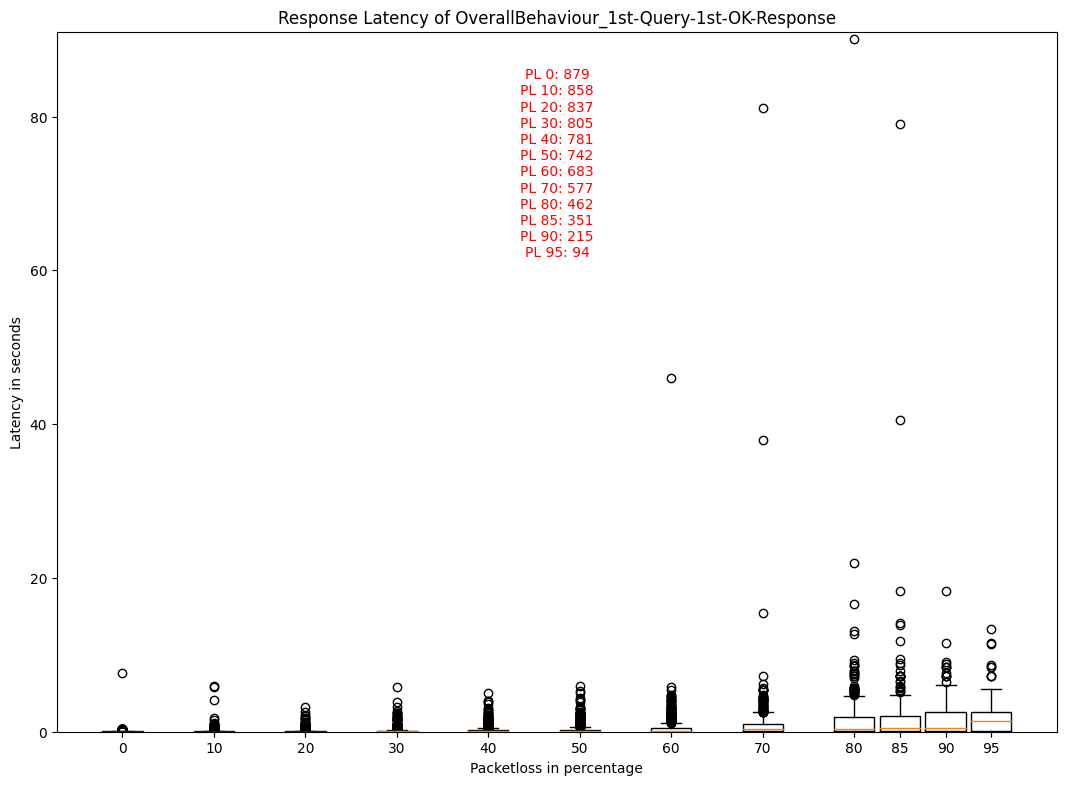 Response Latency of OverallBehaviour_1st-Query-1st-OK-Response
PL 0: 879
PL 10: 858
PL 20: 837
PL 30: 805
PL 40: 781
PL 50: 742
PL 60: 683
PL 70: 577
PL 80: 462
PL 85: 351
PL 90: 215
PL 95: 94
80
60
40
20
0
Latency in seconds
0 10 20 30 40 50 60 70 80 85 90 95
Packetloss in percentage